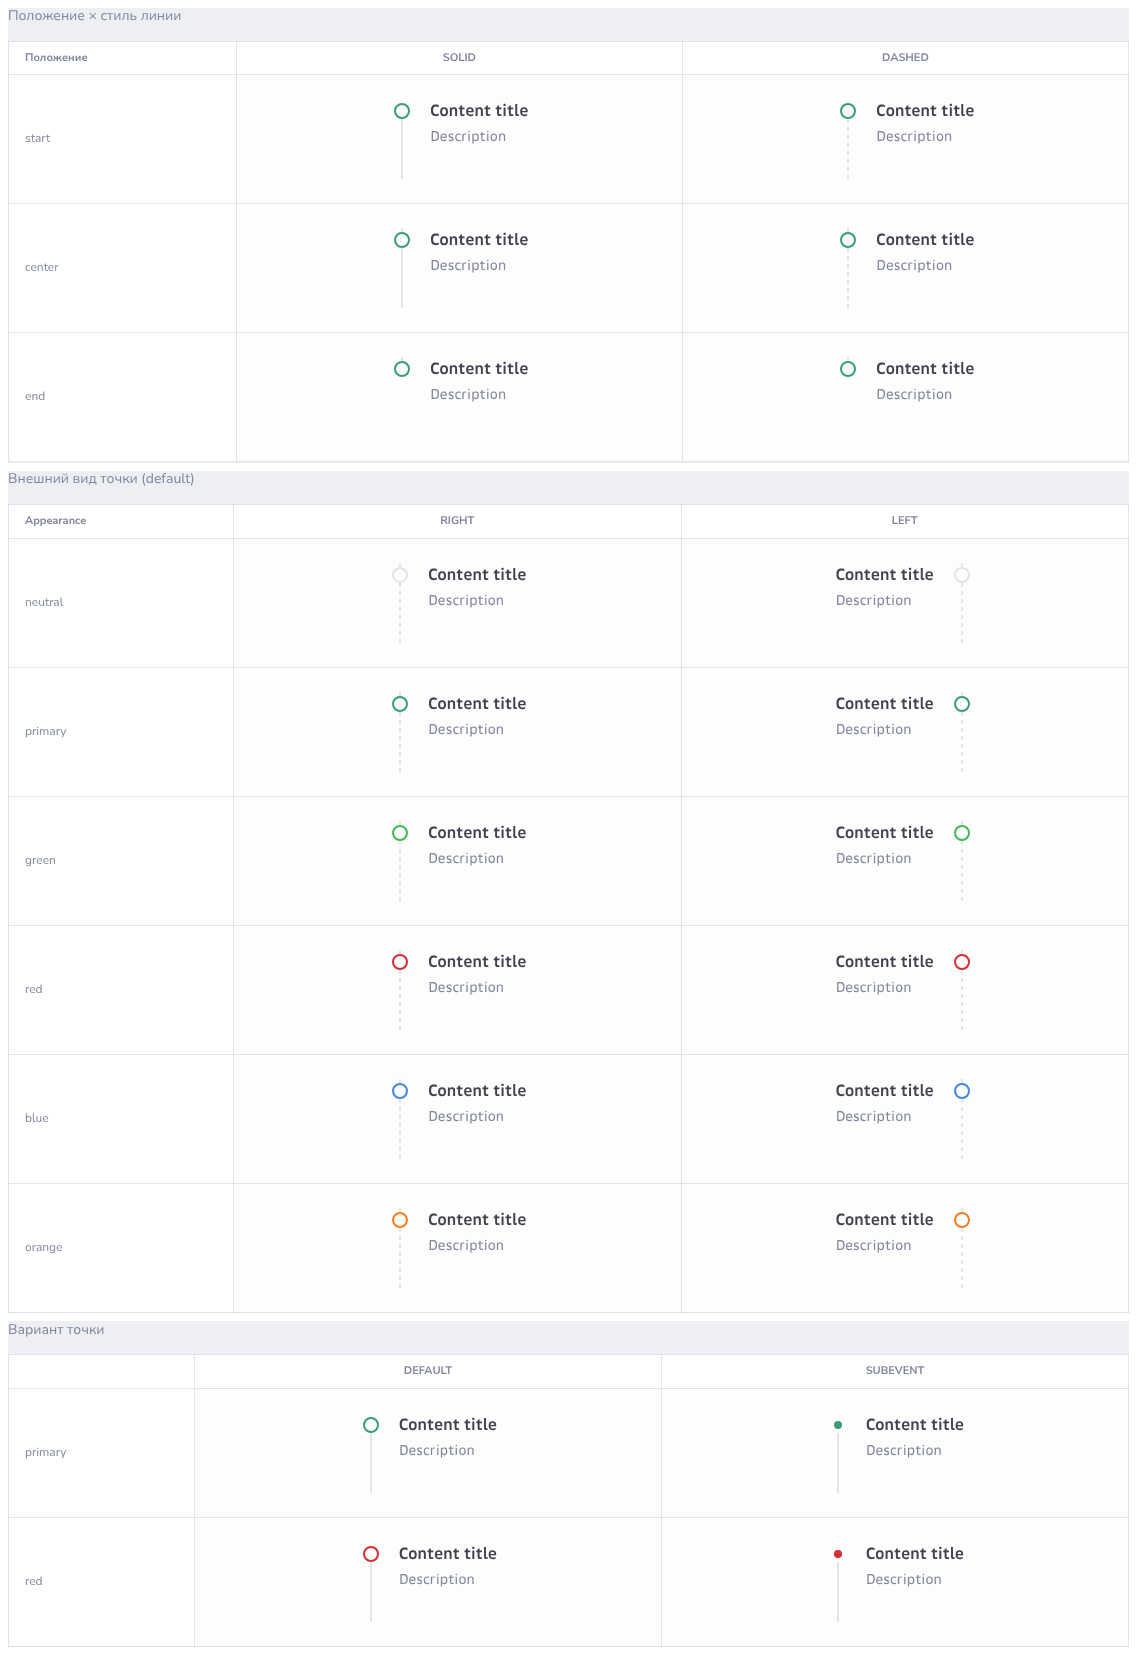 Положение × стиль линии
Положение SOLID DASHED
Content title Content title
start Description Description
Content title Content title
center Description Description
Content title Content title
end Description Description
Внешний вид точки (default)
Appearance RIGHT LEFT
Content title Content title
neutral Description Description
Content title Content title
primary Description Description
Content title Content title
green Description Description
Content title Content title
red Description Description
Content title Content title
blue Description Description
Content title Content title
orange Description Description
Вариант точки
DEFAULT SUBEVENT
Content title Content title
primary Description Description
Content title Content title
red Description Description